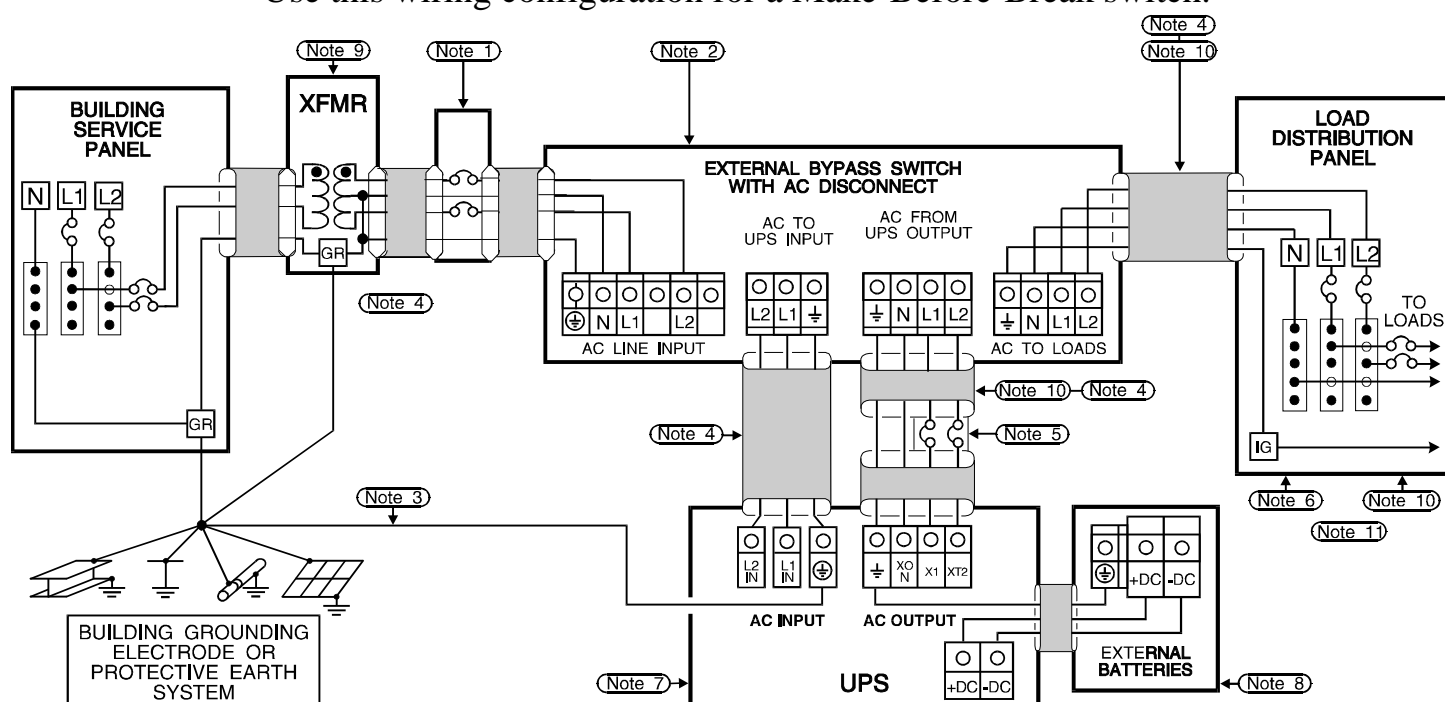 Use this wiring configuration for a Make-Before-Break switch.
Note 9
Note 1
Note 2
Note 4
Note 10
BUILDING
SERVICE
PANEL
N L1 L2
GR
XFMR
GR
Note 4
EXTERNAL BYPASS SWITCH
WITH AC DISCONNECT
AC TO
UPS INPUT
AC FROM
UPS OUTPUT
N L1 L2
AC LINE INPUT
L2 L1
N L1 L2
N L1 L2
AC TO LOADS
LOAD
DISTRIBUTION
PANEL
N L1 L2
TO
LOADS
IG
Note 10 Note 4
Note 4
Note 5
Note 6
Note 10
Note 11
Note 3
L2
IN
L1
IN
AC INPUT
XO
N
X1
XT2
AC OUTPUT
+DC -DC
EXTERNAL
BATTERIES
+DC -DC
UPS
Note 7
Note 8
BUILDING GROUNDING
ELECTRODE OR
PROTECTIVE EARTH
SYSTEM